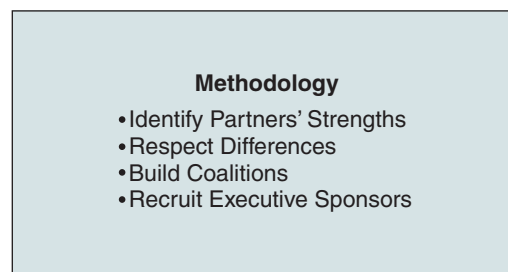 Methodology
•Identify Partners’ Strengths
•Respect Differences
•Build Coalitions
•Recruit Executive Sponsors